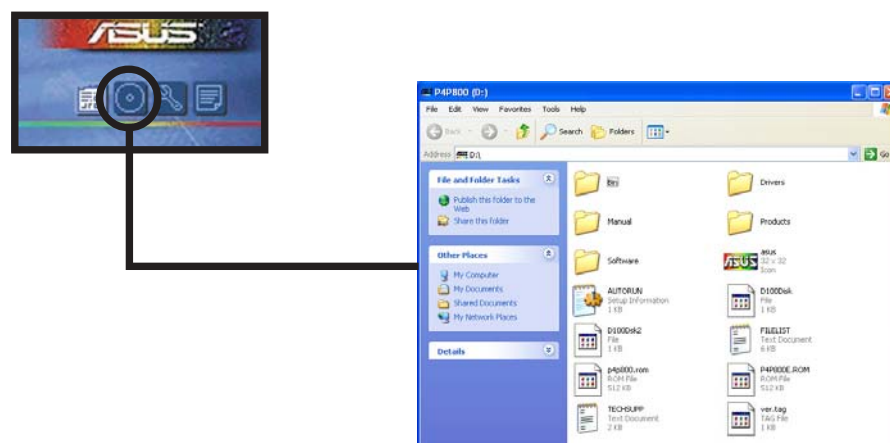 ASUS
P4P800 (D:)
File Edit View Favorites Tools Help
Back Search Folders
Address D:\ Go
File and Folder Tasks
Publish this folder to the
Web
Share this folder
Other Places
My Computer
My Documents
Shared Documents
My Network Places
Details
Bin
Drivers
Manual
Products
Software
asus
32 x 32
Icon
AUTORUN
Setup Information
1 KB
D100Dsk
File
1 KB
D100Dsk2
File
1 KB
FILELIST
Text Document
6 KB
p4p800.rom
ROM File
512 KB
P4P800E.ROM
ROM File
512 KB
TECHSUPP
Text Document
2 KB
ver.tag
TAG File
1 KB